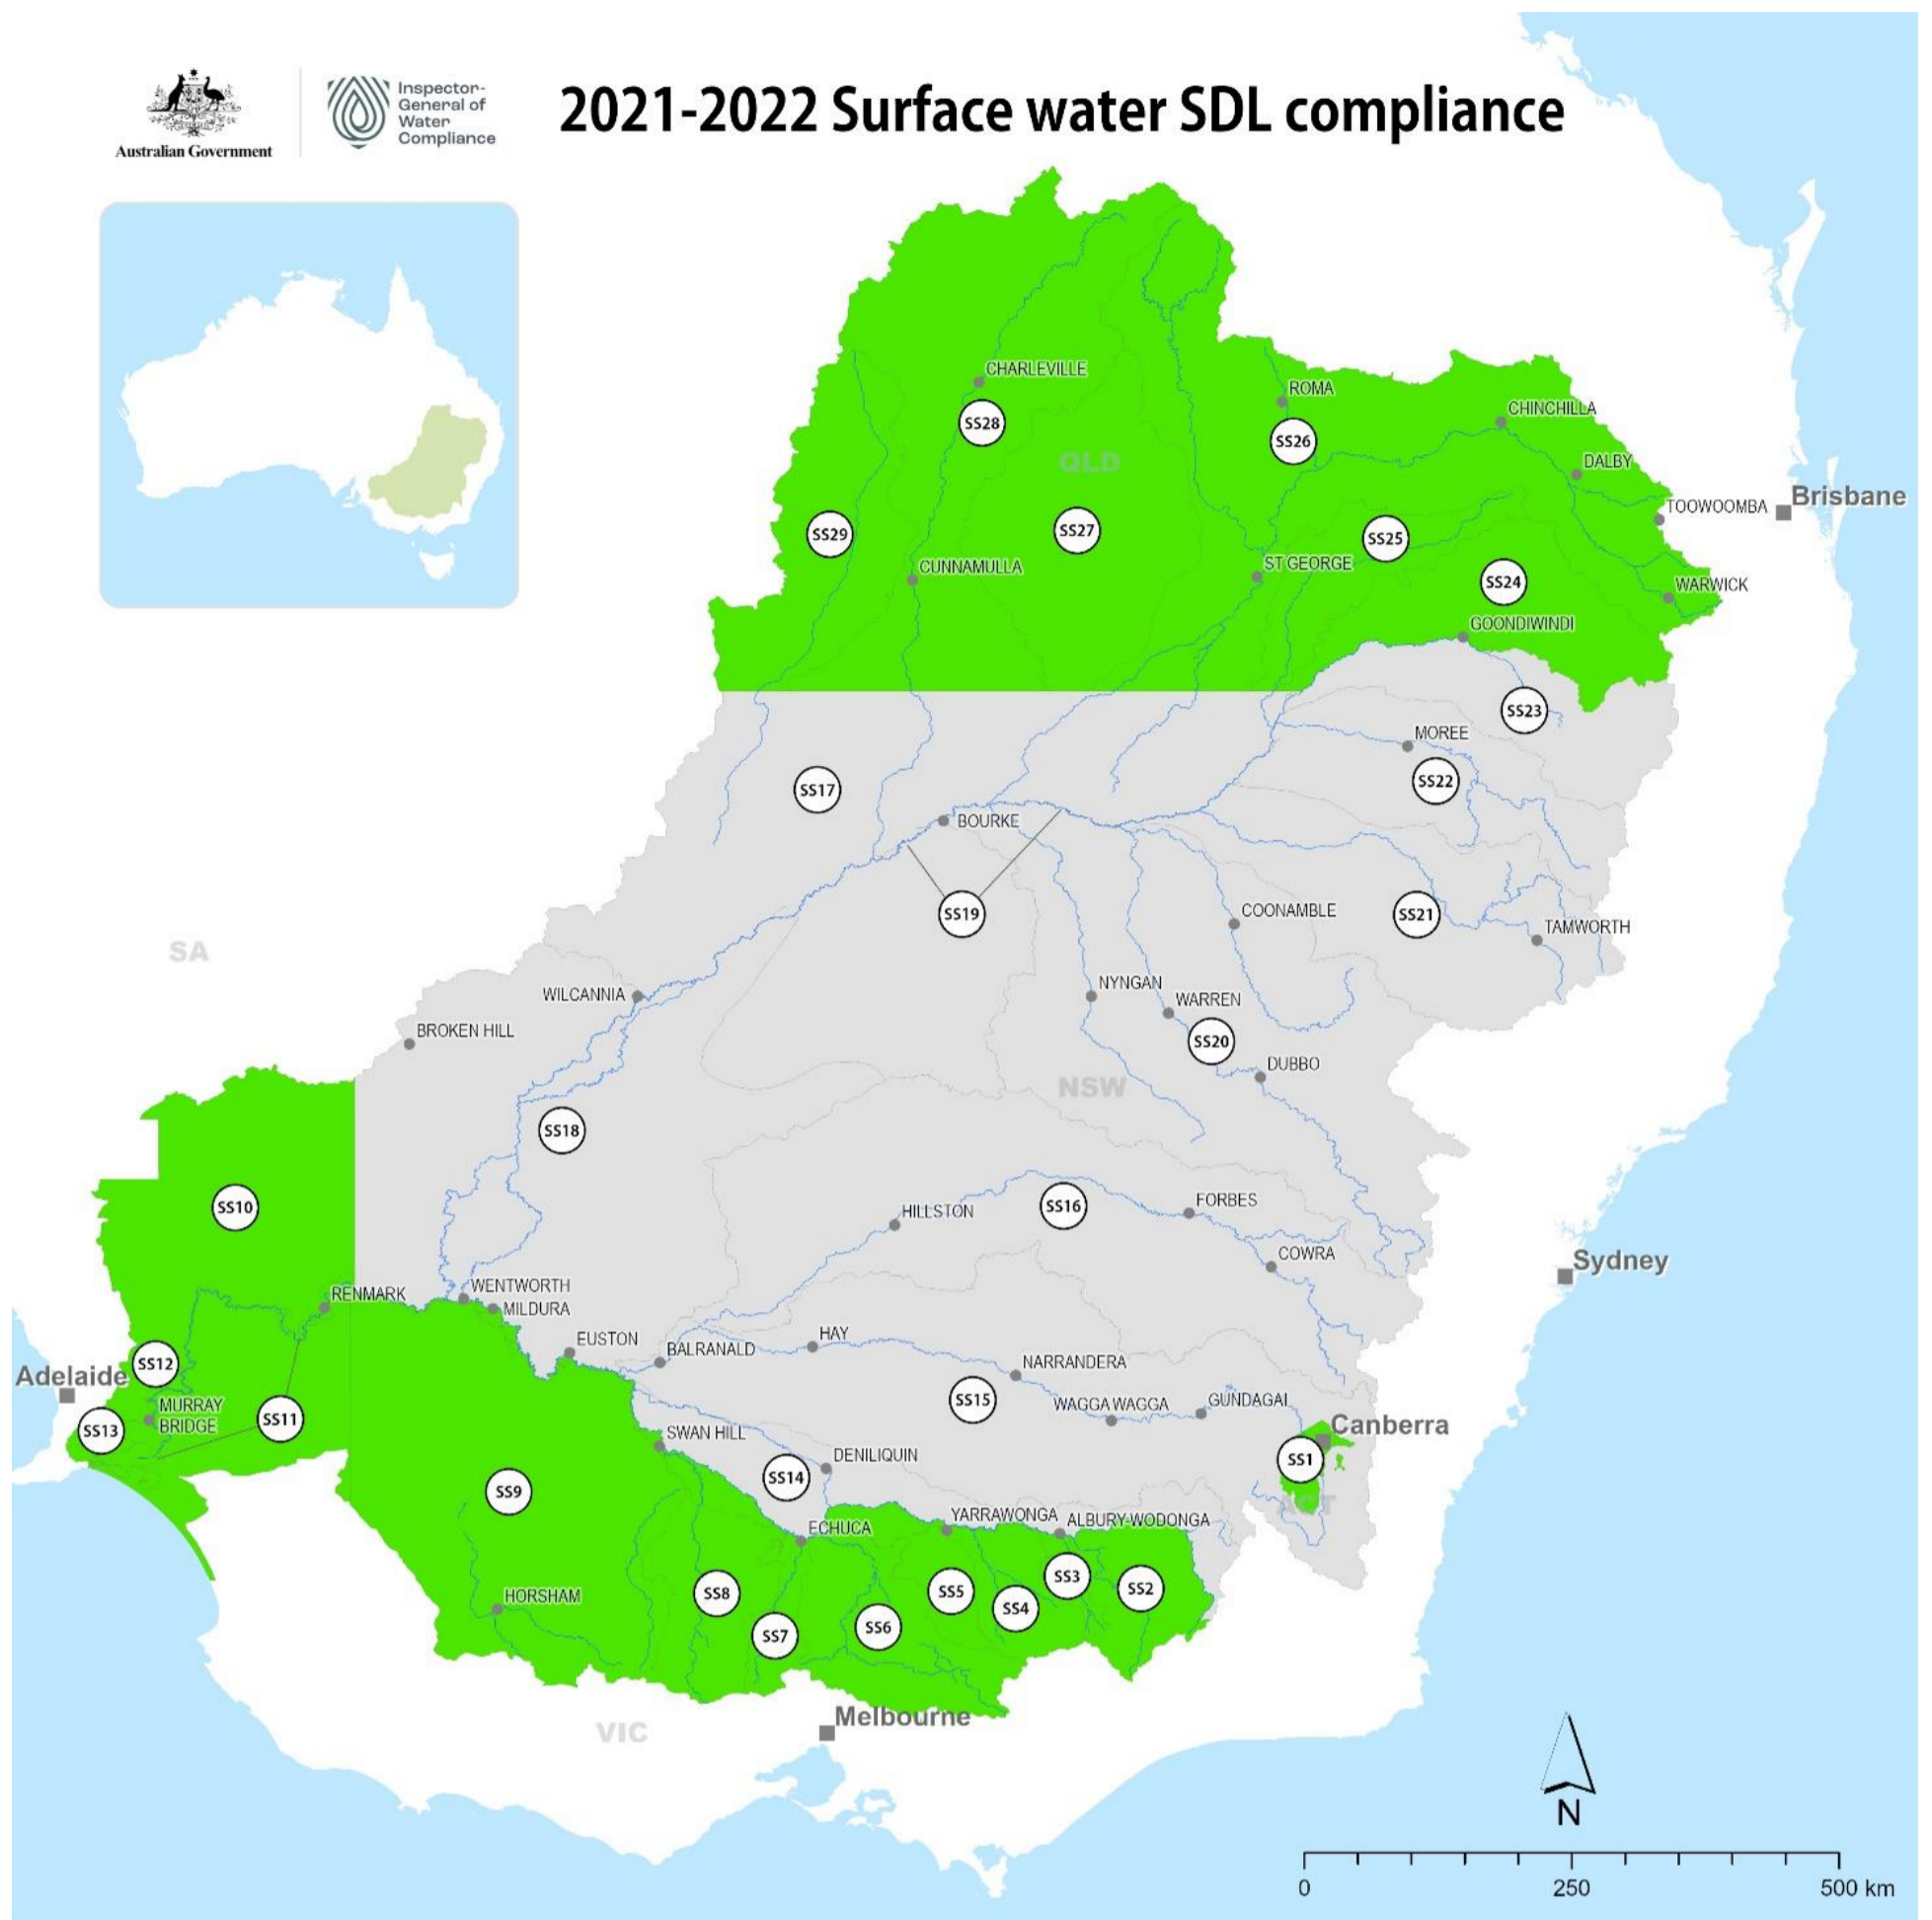 Australian Government
Inspector-
General of
Water
Compliance
2021-2022 Surface water SDL compliance
CHARLEVILLE
ROMA
SS28
CHINCHILLA
SS26
QLD
DALBY
Brisbane
TOOWOOMBA
SS29
SS27
SS25
CUNNAMULLA
ST GEORGE
SS24
WARWICK
GOONDIWINDI
SS23
MOREE
SS17
SS22
BOURKE
SS19
COONAMBLE
SS21
TAMWORTH
SA
NYNGAN
WILCANNIA
WARREN
BROKEN HILL
SS20
DUBBO
NSW
SS18
SS10
HILLSTON
SS16
FORBES
COWRA
Sydney
RENMARK
WENTWORTH
MILDURA
EUSTON
HAY
BALRANALD
SS12
NARRANDERA
Adelaide
MURRAY
BRIDGE
SS11
SS15
WAGGA WAGGA
GUNDAGAI
SS13
SWAN HILL
Canberra
DENILIQUIN
SS1
SS14
SS9
ACT
YARRAWONGA
ALBURY-WODONGA
ECHUCA
SS3
SS2
HORSHAM
SS8
SS5
SS4
SS7
SS6
Melbourne
VIC
N
0
250
500 km